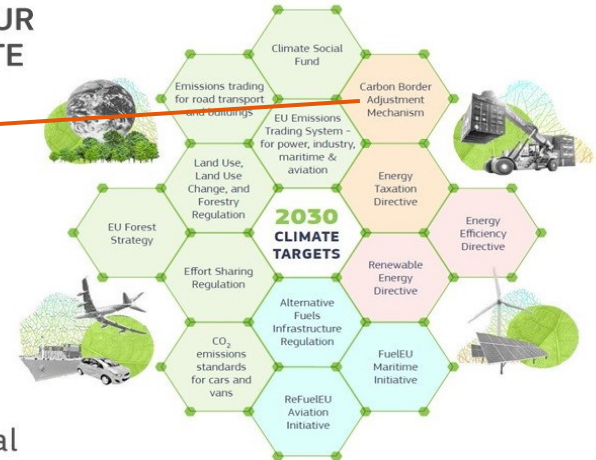 UR
TE
Climate Social
Fund
Emissions trading
for road transport
and buildings
Carbon Border
Adjustment
Mechanism
EU Emissions
Trading System -
for power, industry,
maritime &
aviation
Land Use,
Land Use
Change, and
Forestry
Regulation
Energy
Taxation
Directive
EU Forest
Strategy
2030
CLIMATE
TARGETS
Energy
Efficiency
Directive
Effort Sharing
Regulation
Renewable
Energy
Directive
Alternative
Fuels
Infrastructure
Regulation
CO₂
emissions
standards
for cars and
vans
FuelEU
Maritime
Initiative
ReFuelEU
Aviation
Initiative
al